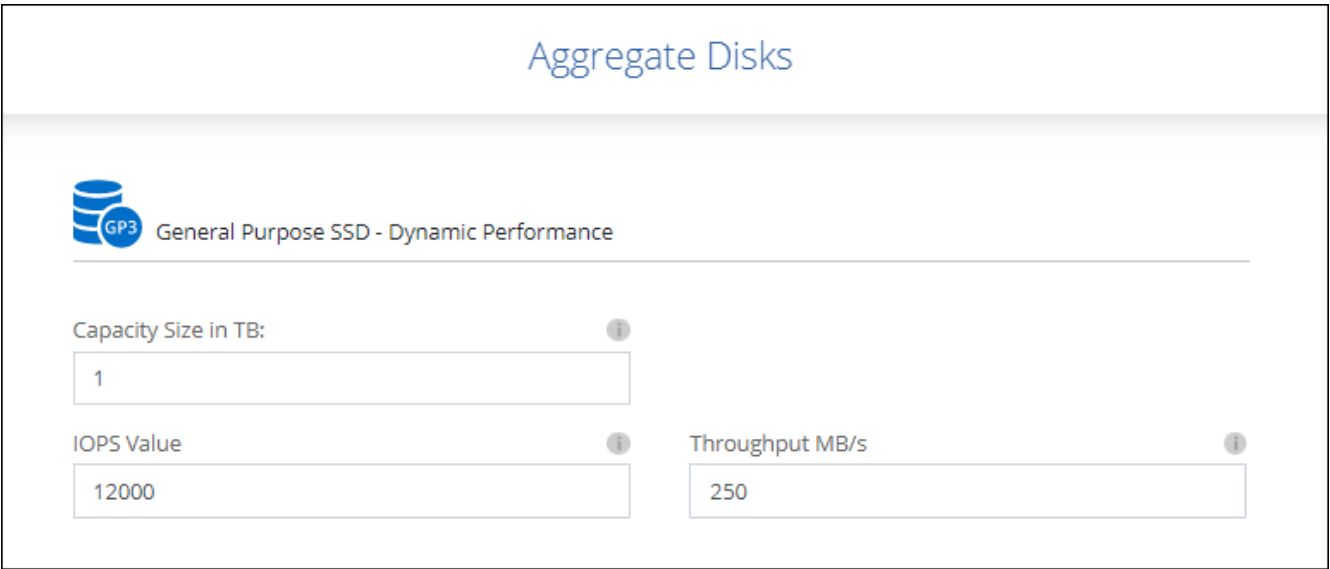 Aggregate Disks
GP3
General Purpose SSD - Dynamic Performance
Capacity Size in TB:
i
1
IOPS Value
i
Throughput MB/s
i
12000
250